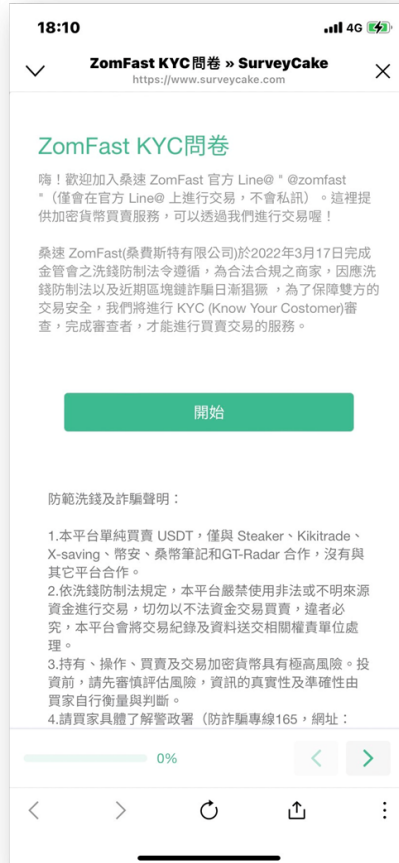 18:10
4G
ZomFast KYC問卷 » SurveyCake
https://www.surveycake.com
ZomFast KYC問卷
嗨！歡迎加入桑速 ZomFast 官方 Line@ " @zomfast
"（僅會在官方 Line@ 上進行交易，不會私訊）。這裡提
供加密貨幣買賣服務，可以透過我們進行交易喔！
桑速 ZomFast(桑費斯特有限公司)於2022年3月17日完成
金管會之洗錢防制法令遵循，為合法合規之商家，因應洗
錢防制法以及近期區塊鏈詐騙日漸猖獗 ，為了保障雙方的
交易安全，我們將進行 KYC (Know Your Costomer)審
查，完成審查者，才能進行買賣交易的服務。
開始
防範洗錢及詐騙聲明：
1.本平台單純買賣 USDT，僅與 Steaker、Kikitrade、
X-saving、幣安、桑幣筆記和GT-Radar 合作，沒有與
其它平台合作。
2.依洗錢防制法規定，本平台嚴禁使用非法或不明來源
資金進行交易，切勿以不法資金交易買賣，違者必
究，本平台會將交易紀錄及資料送交相關權責單位處
理。
3.持有、操作、買賣及交易加密貨幣具有極高風險。投
資前，請先審慎評估風險，資訊的真實性及準確性由
買家自行衡量與判斷。
4.請買家具體了解警政署（防詐騙專線165，網址：
0%